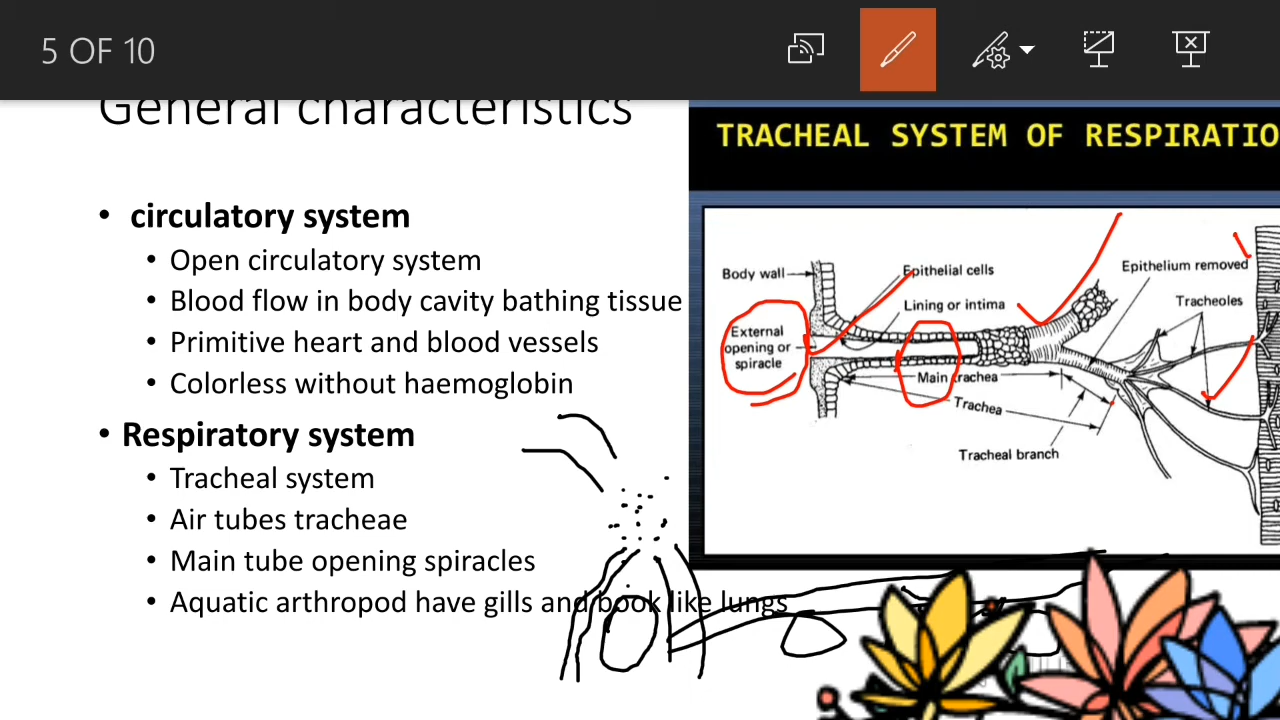 5 OF 10
General characteristics
• circulatory system
• Open circulatory system
• Blood flow in body cavity bathing tissue
• Primitive heart and blood vessels
• Colorless without haemoglobin
• Respiratory system
• Tracheal system
• Air tubes tracheae
• Main tube opening spiracles
• Aquatic arthropod have gills and book like lungs
TRACHEAL SYSTEM OF RESPIRATIO
Body wall
Epithelial cells
Epithelium removed
Lining or intima
Tracheoles
External
opening or
spiracle
Main trachea
Trachea
Tracheal branch